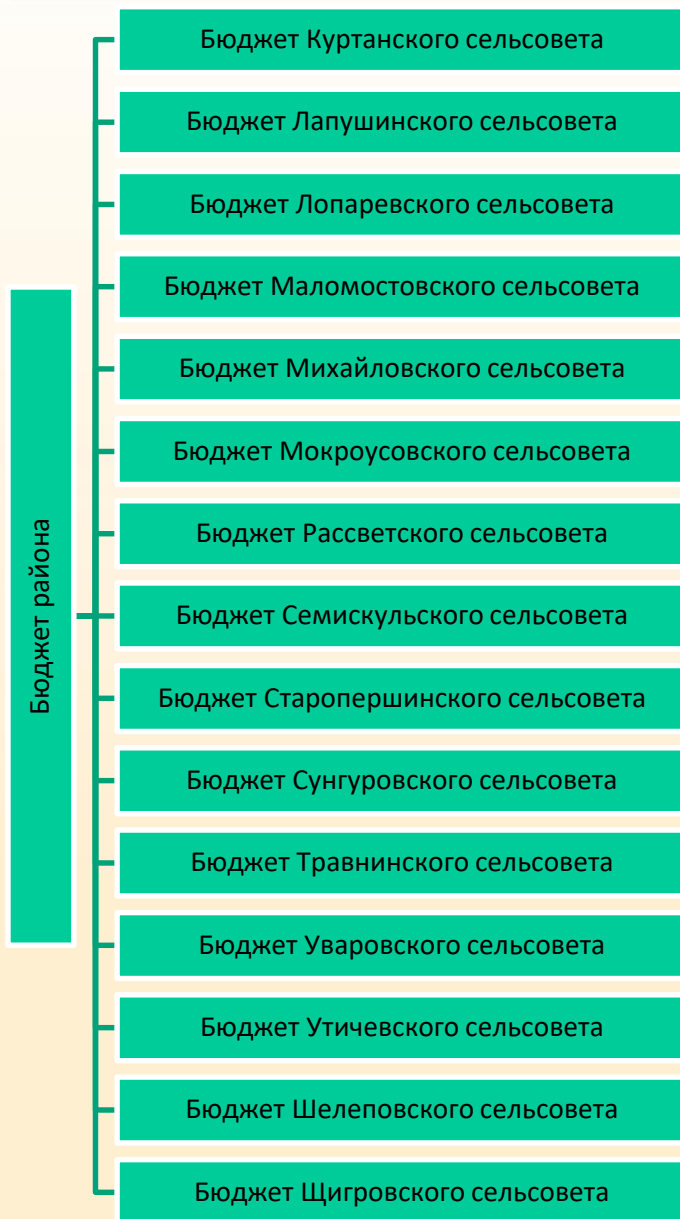 Бюджет района
Бюджет Куртанского сельсовета
Бюджет Лапушинского сельсовета
Бюджет Лопаревского сельсовета
Бюджет Маломостовского сельсовета
Бюджет Михайловского сельсовета
Бюджет Мокроусовского сельсовета
Бюджет Рассветского сельсовета
Бюджет Семискульского сельсовета
Бюджет Старопершинского сельсовета
Бюджет Сунгуровского сельсовета
Бюджет Травнинского сельсовета
Бюджет Уваровского сельсовета
Бюджет Утичевского сельсовета
Бюджет Шелеповского сельсовета
Бюджет Щигровского сельсовета